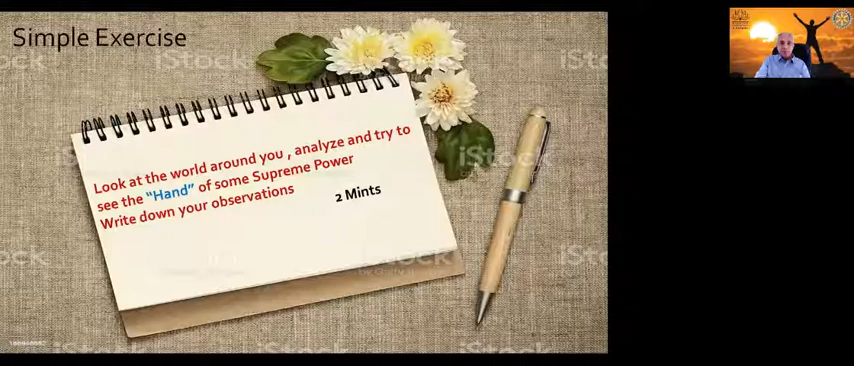 Simple Exercise
Look at the world around you , analyze and try to
see the “Hand” of some Supreme Power
Write down your observations
2 Mints
iStock